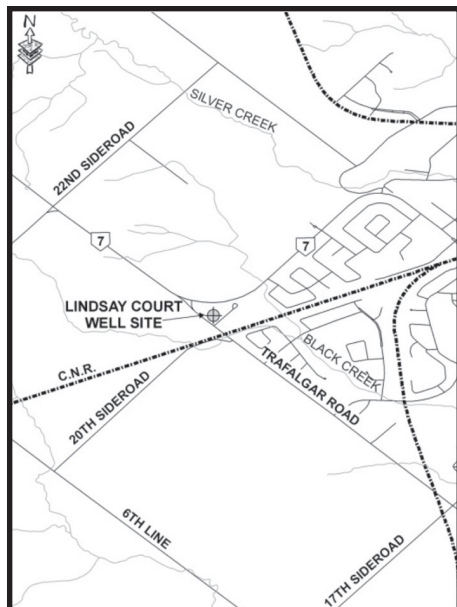 N
SILVER CREEK
22ND SIDEROAD
7
7
LINDSAY COURT
WELL SITE
BLACK CREEK
TRAFALGAR ROAD
C.N.R.
20TH SIDEROAD
6TH LINE
17TH SIDEROAD